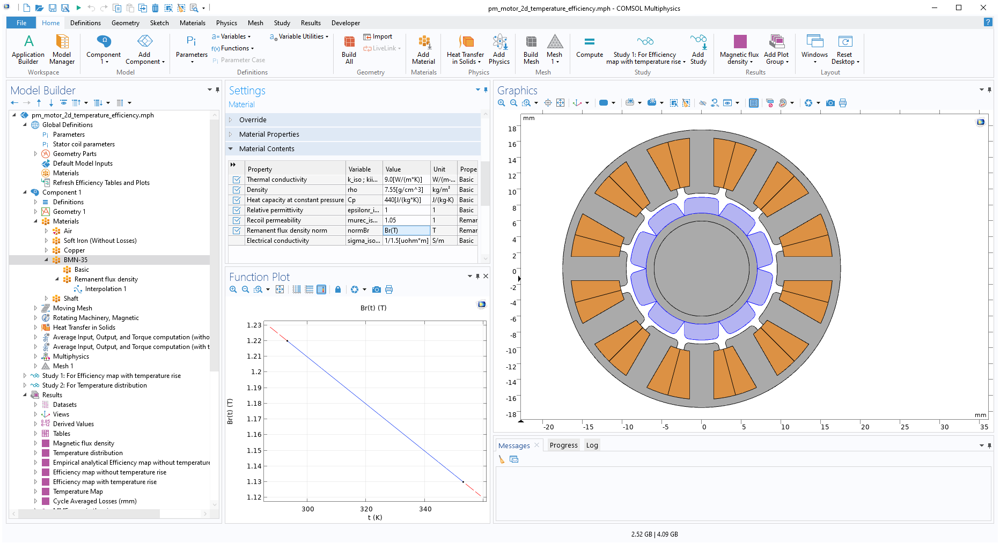 pm_motor_2d_temperature_efficiency.mph - COMSOL Multiphysics
File Home Definitions Geometry Sketch Materials Physics Mesh Study Results Developer
Application Builder
Model Manager
Workspace
Component 1
Add Component
Model
Parameters
a= Variables
f(x) Functions
Pi Parameter Case
Variable Utilities
Definitions
Build All
Import
LiveLink
Geometry
Add Material
Materials
Heat Transfer in Solids
Add Physics
Physics
Build Mesh
Mesh 1
Mesh
Compute
Study 1: For Efficiency map with temperature rise
Add Study
Study
Magnetic flux density
Add Plot Group
Results
Windows
Reset Desktop
Layout
Model Builder
pm_motor_2d_temperature_efficiency.mph
Global Definitions
Pi Parameters
Pi Stator coil parameters
Geometry Parts
Default Model Inputs
Materials
Refresh Efficiency Tables and Plots
Component 1
Definitions
Geometry 1
Materials
Air
Soft Iron (Without Losses)
Copper
BMN-35
Basic
Remanent flux density
Interpolation 1
Shaft
Moving Mesh
Rotating Machinery, Magnetic
Heat Transfer in Solids
Average Input, Output, and Torque computation (witho
Average Input, Output, and Torque computation (with t
Multiphysics
Mesh 1
Study 1: For Efficiency map with temperature rise
Study 2: For Temperature distribution
Results
Datasets
Views
8.85 e-12 Derived Values
Tables
Magnetic flux density
Temperature distribution
Empirical analytical Efficiency map without temperature
Efficiency map without temperature rise
Efficiency map with temperature rise
Temperature Map
Cycle Averaged Losses (rmm)
Settings
Material
Override
Material Properties
Material Contents
Property Variable Value Unit Prope
Thermal conductivity k_iso ; kii... 9.0[W/(m*K)] W/(m·... Basic
Density rho 7.55[g/cm^3] kg/m³ Basic
Heat capacity at constant pressure Cp 440[J/(kg*K)] J/(kg·K) Basic
Relative permittivity epsilonr_i... 1 1 Basic
Recoil permeability murec_is... 1.05 1 Remar
Remanent flux density norm normBr Br(T) T Remar
Electrical conductivity sigma_iso... 1/1.5[uohm*m] S/m Basic
Function Plot
Br(t) (T)
1.23
1.22
1.21
1.2
1.19
1.18
1.17
1.16
1.15
1.14
1.13
1.12
Br(t) (T)
300 320 340
t (K)
Graphics
mm
18
16
14
12
10
8
6
4
2
0
-2
-4
-6
-8
-10
-12
-14
-16
-18
mm
-20 -15 -10 -5 0 5 10 15 20 25 30 35
Messages Progress Log
2.52 GB | 4.09 GB